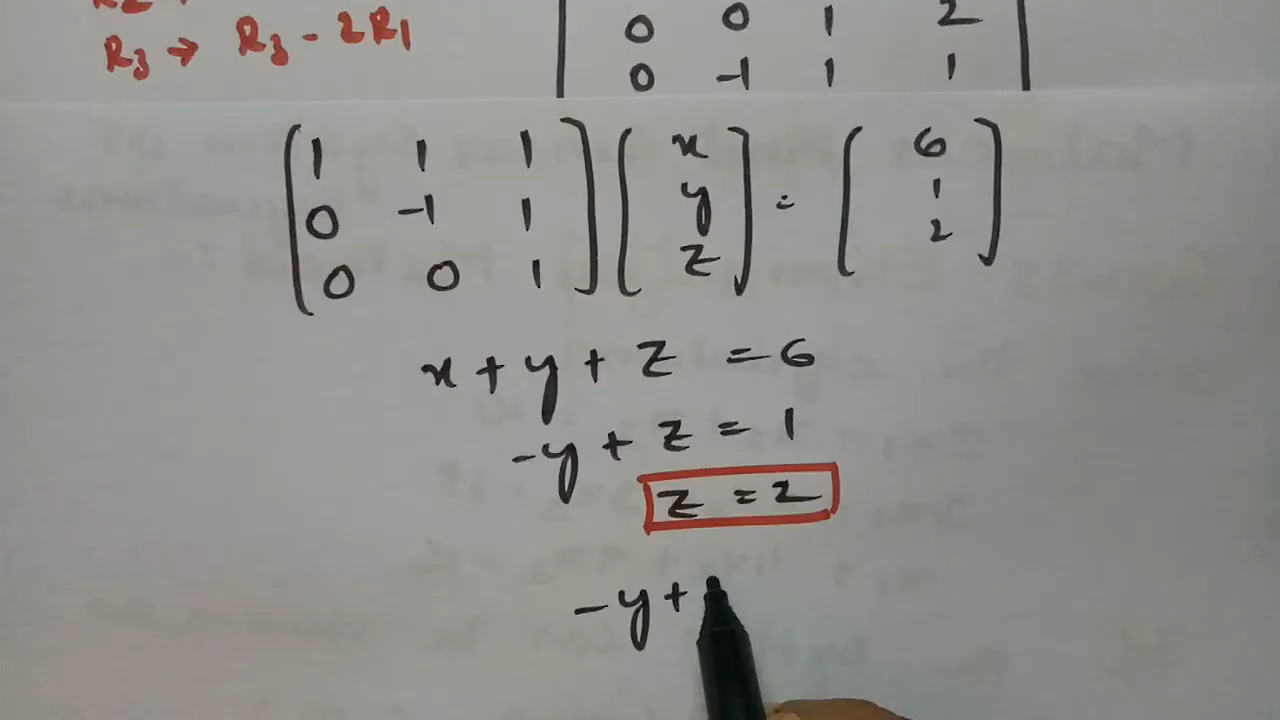 R3 → R3 - 2R1
0 0 1 2
0 -1 1 1
1 1 1 x 6
0 -1 1 y = 1
0 0 1 z 2
x + y + z = 6
-y + z = 1
z = 2
-y +